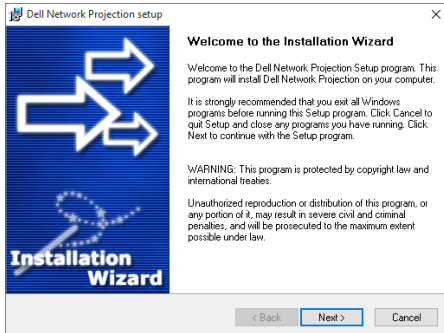 Dell Network Projection setup
Welcome to the Installation Wizard
Welcome to the Dell Network Projection Setup program. This
program will install Dell Network Projection on your computer.
It is strongly recommended that you exit all Windows
programs before running this Setup program. Click Cancel to
quit Setup and close any programs you have running. Click
Next to continue with the Setup program.
WARNING: This program is protected by copyright law and
international treaties.
Unauthorized reproduction or distribution of this program, or
any portion of it, may result in severe civil and criminal
penalties, and will be prosecuted to the maximum extent
possible under law.
Installation
Wizard
< Back
Next >
Cancel